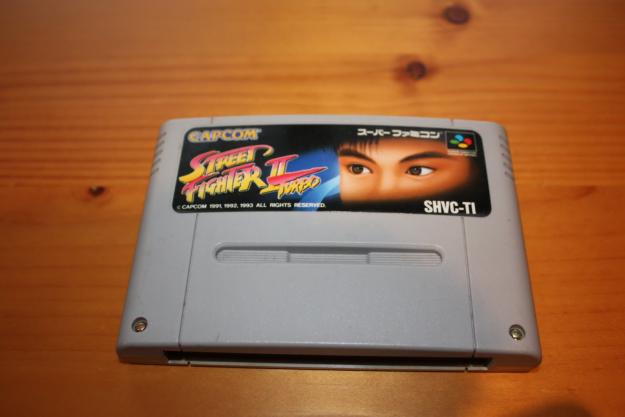 CAPCOM
スーパーファミコン
STREET
FIGHTER II
TURBO
© CAPCOM 1991, 1992, 1993 ALL RIGHTS RESERVED.
SHVC-TI